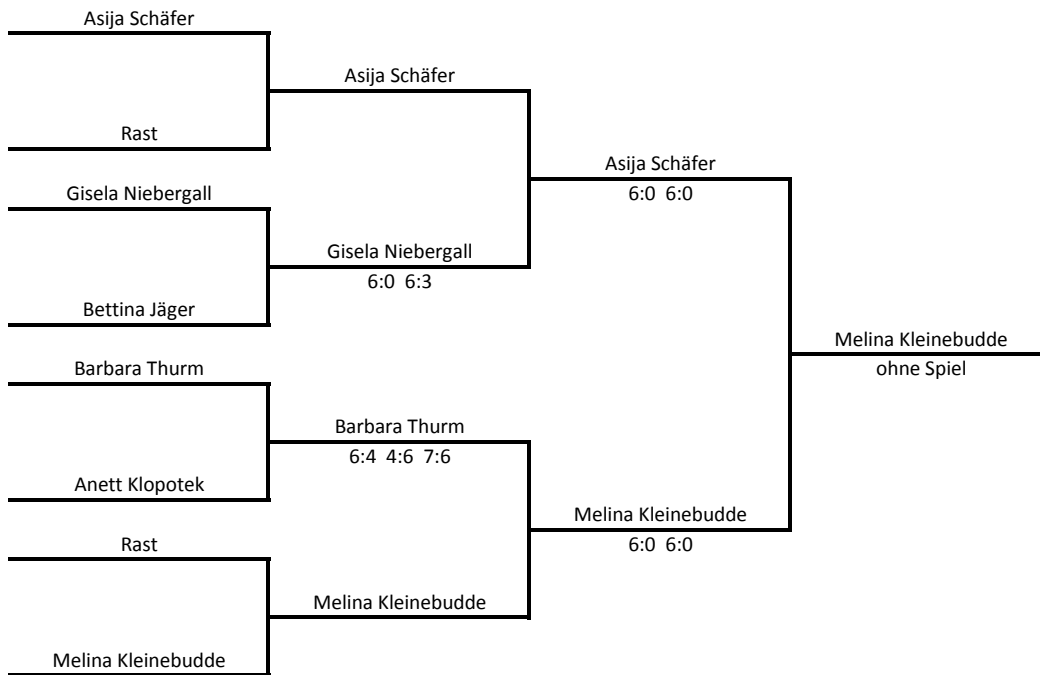 Asija Schäfer
Asija Schäfer
Rast
Asija Schäfer
6:0 6:0
Gisela Niebergall
Gisela Niebergall
6:0 6:3
Bettina Jäger
Melina Kleinebudde
ohne Spiel
Barbara Thurm
Barbara Thurm
6:4 4:6 7:6
Anett Klopotek
Melina Kleinebudde
6:0 6:0
Rast
Melina Kleinebudde
Melina Kleinebudde